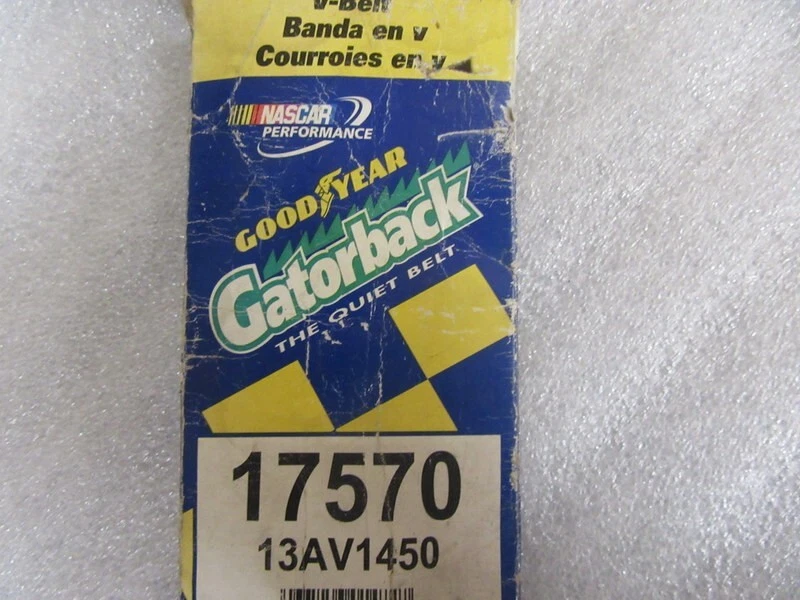 V-Belt
Banda en v
Courroies en v
NASCAR
PERFORMANCE
GOODYEAR
Gatorback
THE QUIET BELT
17570
13AV1450